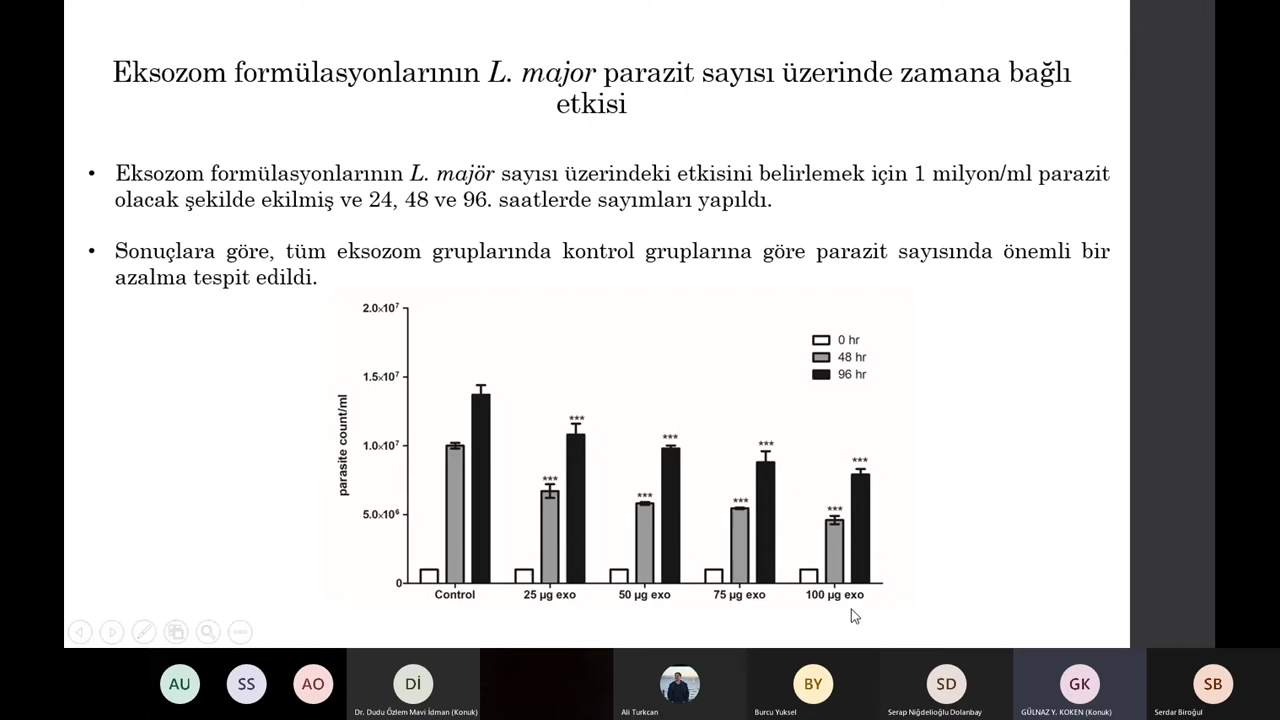 Eksozom formülasyonlarının L. major parazit sayısı üzerinde zamana bağlı
etkisi
• Eksozom formülasyonlarının L. majör sayısı üzerindeki etkisini belirlemek için 1 milyon/ml parazit
olacak şekilde ekilmiş ve 24, 48 ve 96. saatlerde sayımları yapıldı.
• Sonuçlara göre, tüm eksozom gruplarında kontrol gruplarına göre parazit sayısında önemli bir
azalma tespit edildi.
2.0×10⁷
1.5×10⁷
1.0×10⁷
5.0×10⁶
0
parasite count/ml
0 hr
48 hr
96 hr
*** *** *** ***
*** *** *** ***
Control 25 µg exo 50 µg exo 75 µg exo 100 µg exo
AU SS AO Dİ BY SD GK SB
Dr. Dudu Özlem Mavi İdman (Konuk) Ali Turkcan Burcu Yuksel Serap Niğdelioğlu Dolanbay GÜLNAZ Y. KOKEN (Konuk) Serdar Biroğul